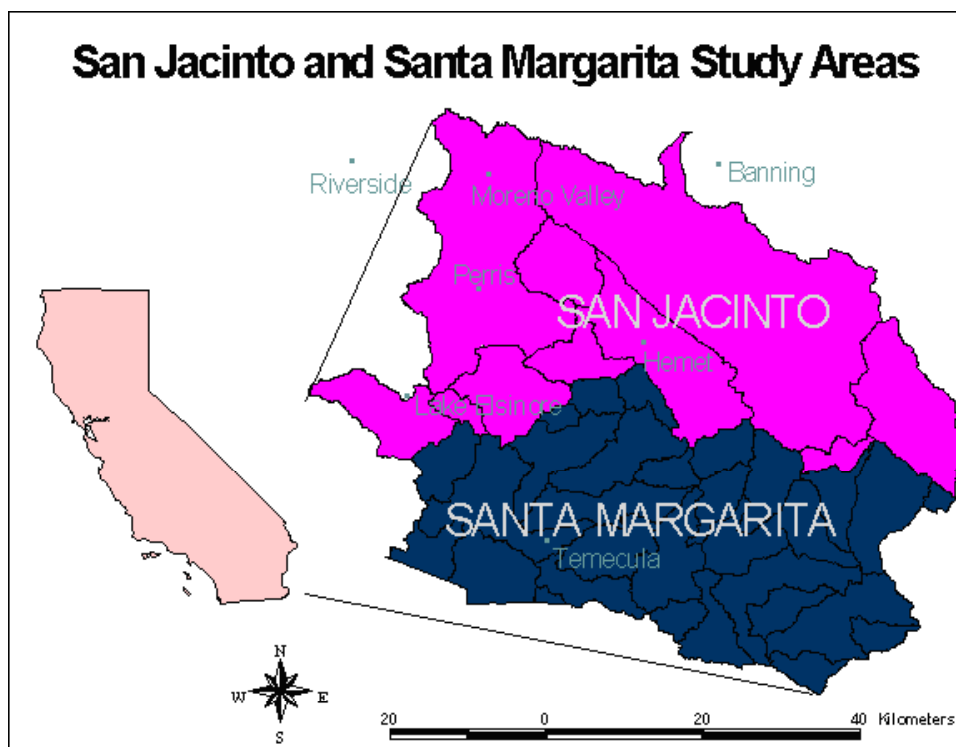 San Jacinto and Santa Margarita Study Areas
Riverside
Banning
Moreno Valley
Perris
SAN JACINTO
Hemet
Lake Elsinore
SANTA MARGARITA
Temecula
N
W E
S
20 0 20 40 Kilometers